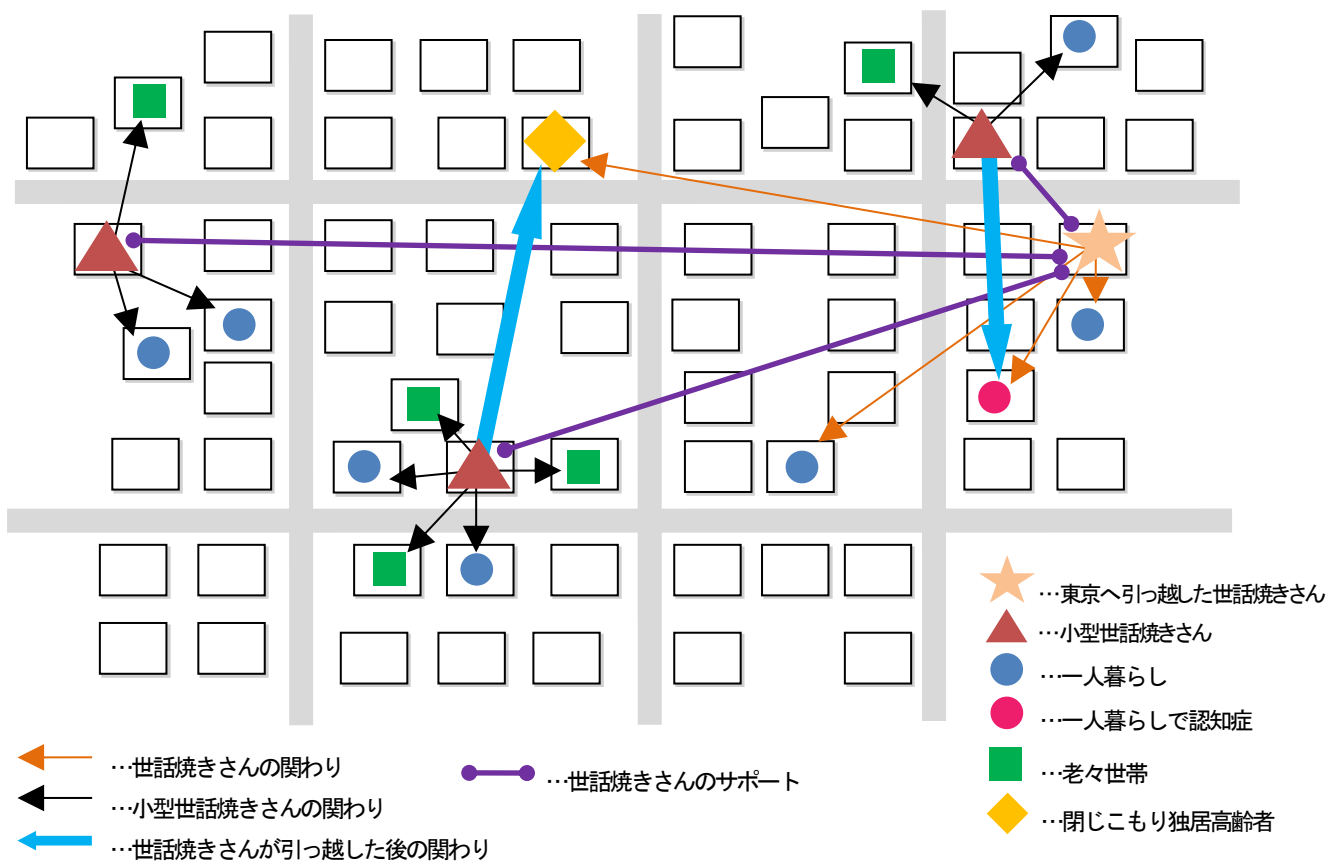 …東京へ引っ越した世話焼きさん
…小型世話焼きさん
…一人暮らし
…一人暮らしで認知症
…老々世帯
…閉じこもり独居高齢者
…世話焼きさんの関わり
…小型世話焼きさんの関わり
…世話焼きさんが引っ越した後の関わり
…世話焼きさんのサポート